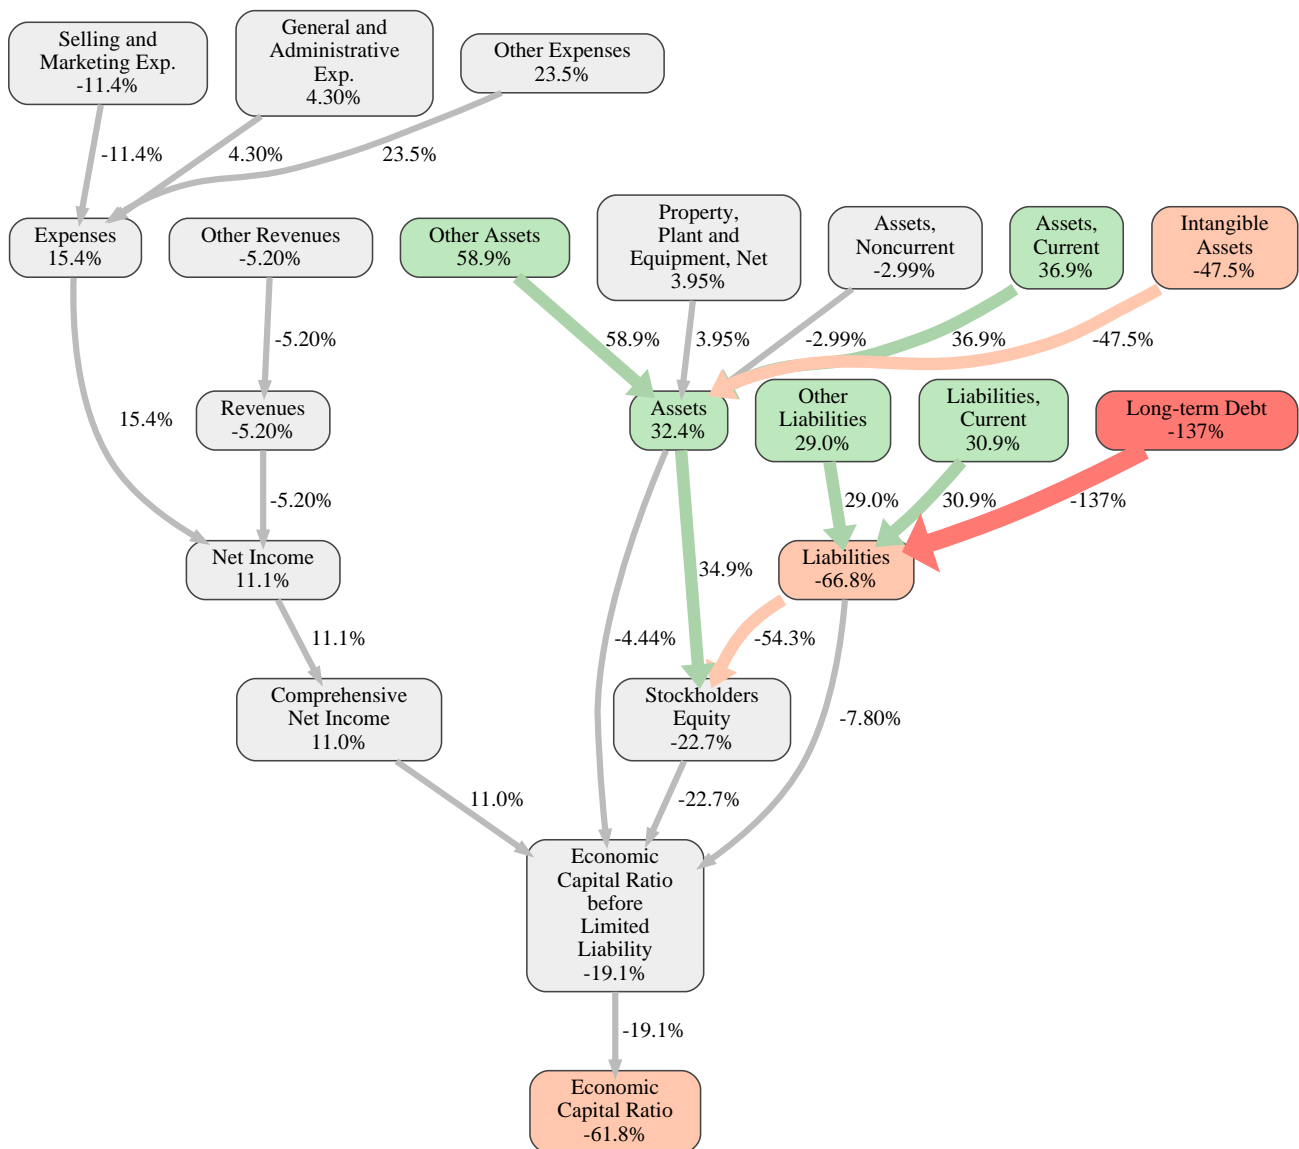 Selling and
Marketing Exp.
-11.4%
General and
Administrative
Exp.
4.30%
Other Expenses
23.5%
-11.4%
4.30%
23.5%
Expenses
15.4%
Other Revenues
-5.20%
Other Assets
58.9%
Property,
Plant and
Equipment, Net
3.95%
Assets,
Noncurrent
-2.99%
Assets,
Current
36.9%
Intangible
Assets
-47.5%
-5.20%
58.9%
3.95%
-2.99%
36.9%
-47.5%
15.4%
Revenues
-5.20%
Assets
32.4%
Other
Liabilities
29.0%
Liabilities,
Current
30.9%
Long-term Debt
-137%
-5.20%
29.0%
30.9%
-137%
Net Income
11.1%
34.9%
Liabilities
-66.8%
11.1%
-4.44%
-54.3%
Comprehensive
Net Income
11.0%
Stockholders
Equity
-22.7%
-7.80%
11.0%
-22.7%
Economic
Capital Ratio
before
Limited
Liability
-19.1%
-19.1%
Economic
Capital Ratio
-61.8%